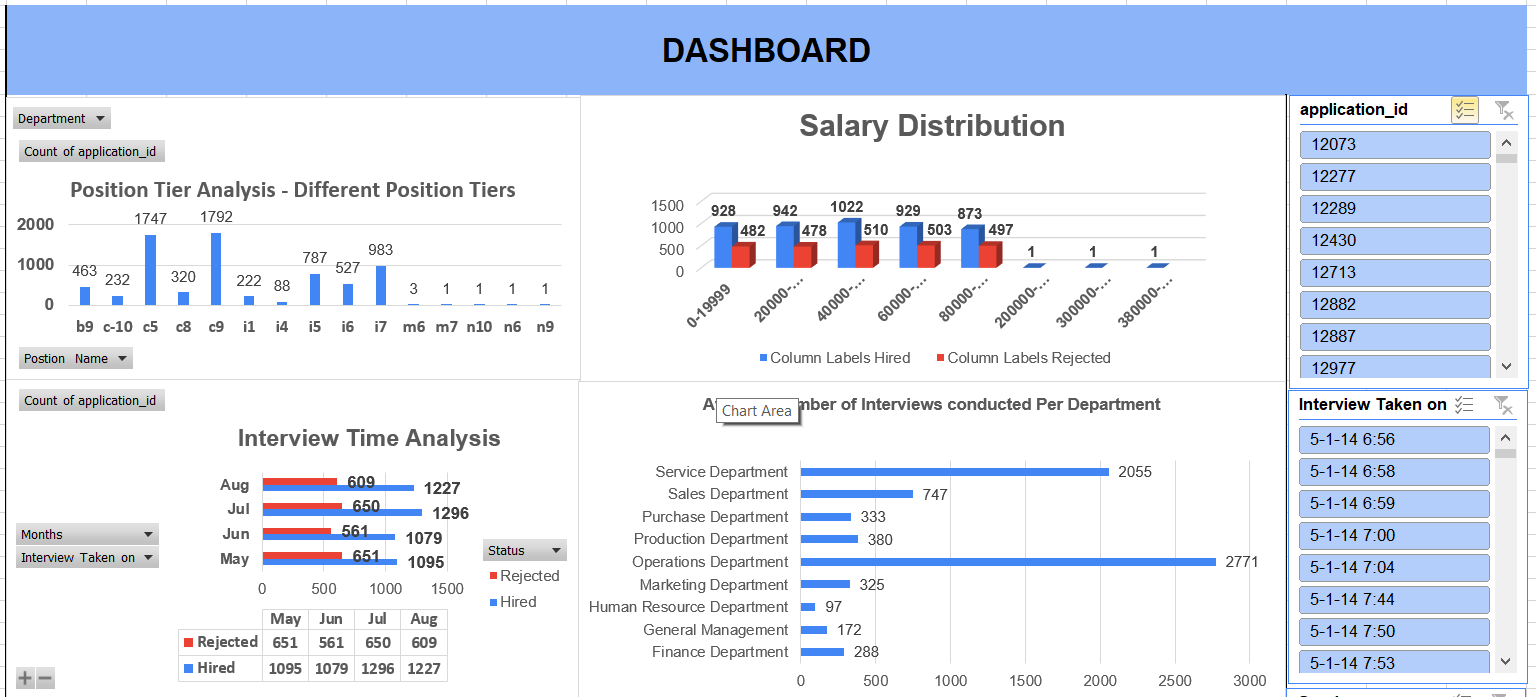 DASHBOARD
Department
Count of application_id
Position Tier Analysis - Different Position Tiers
2000
1000
0
463 232 1747 320 1792 222 88 787 527 983 3 1 1 1 1
b9 c-10 c5 c8 c9 i1 i4 i5 i6 i7 m6 m7 n10 n6 n9
Postion Name
Salary Distribution
1500
1000
500
0
928 482 942 478 1022 510 929 503 873 497 1 1 1
0-19999 20000-... 40000-... 60000-... 80000-... 200000-... 300000-... 380000-...
Column Labels Hired Column Labels Rejected
application_id
12073
12277
12289
12430
12713
12882
12887
12977
Count of application_id
Interview Time Analysis
Aug 609 1227
Jul 650 1296
Jun 561 1079
May 651 1095
0 500 1000 1500
Months
Interview Taken on
Status
Rejected
Hired
May Jun Jul Aug
Rejected 651 561 650 609
Hired 1095 1079 1296 1227
Chart Area
of Interviews conducted Per Department
Service Department 2055
Sales Department 747
Purchase Department 333
Production Department 380
Operations Department 2771
Marketing Department 325
Human Resource Department 97
General Management 172
Finance Department 288
0 500 1000 1500 2000 2500 3000
Interview Taken on
5-1-14 6:56
5-1-14 6:58
5-1-14 6:59
5-1-14 7:00
5-1-14 7:04
5-1-14 7:44
5-1-14 7:50
5-1-14 7:53